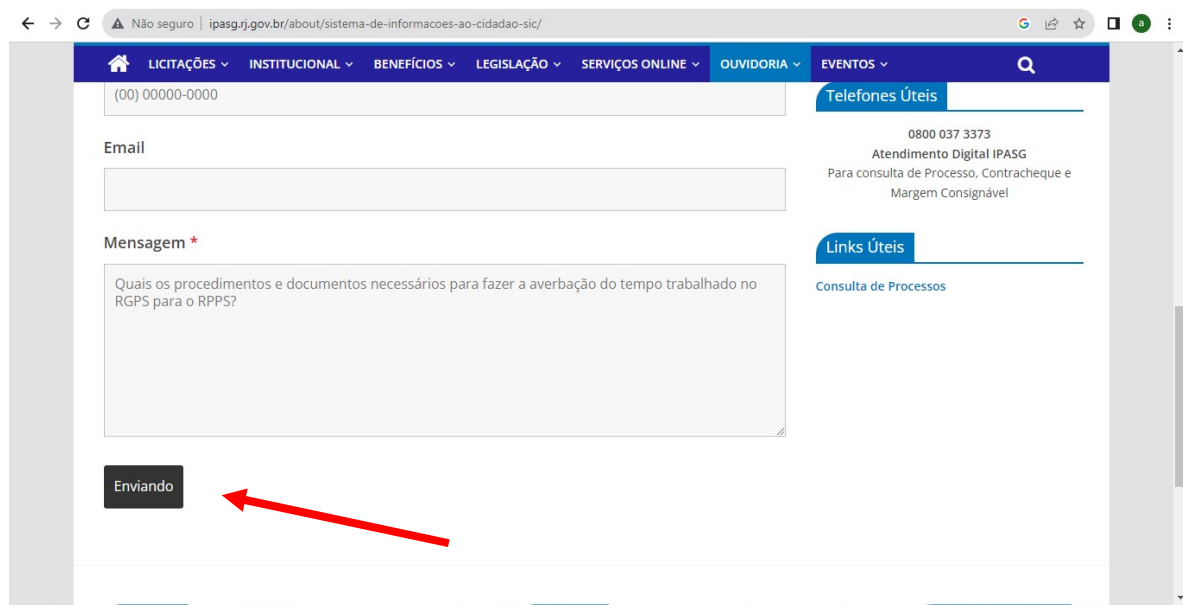 Não seguro | ipasg.rj.gov.br/about/sistema-de-informacoes-ao-cidadao-sic/
G
a
LICITAÇÕES INSTITUCIONAL BENEFÍCIOS LEGISLAÇÃO SERVIÇOS ONLINE OUVIDORIA EVENTOS
(00) 00000-0000
Email
Mensagem *
Quais os procedimentos e documentos necessários para fazer a averbação do tempo trabalhado no
RGPS para o RPPS?
Enviando
Telefones Úteis
0800 037 3373
Atendimento Digital IPASG
Para consulta de Processo, Contracheque e
Margem Consignável
Links Úteis
Consulta de Processos